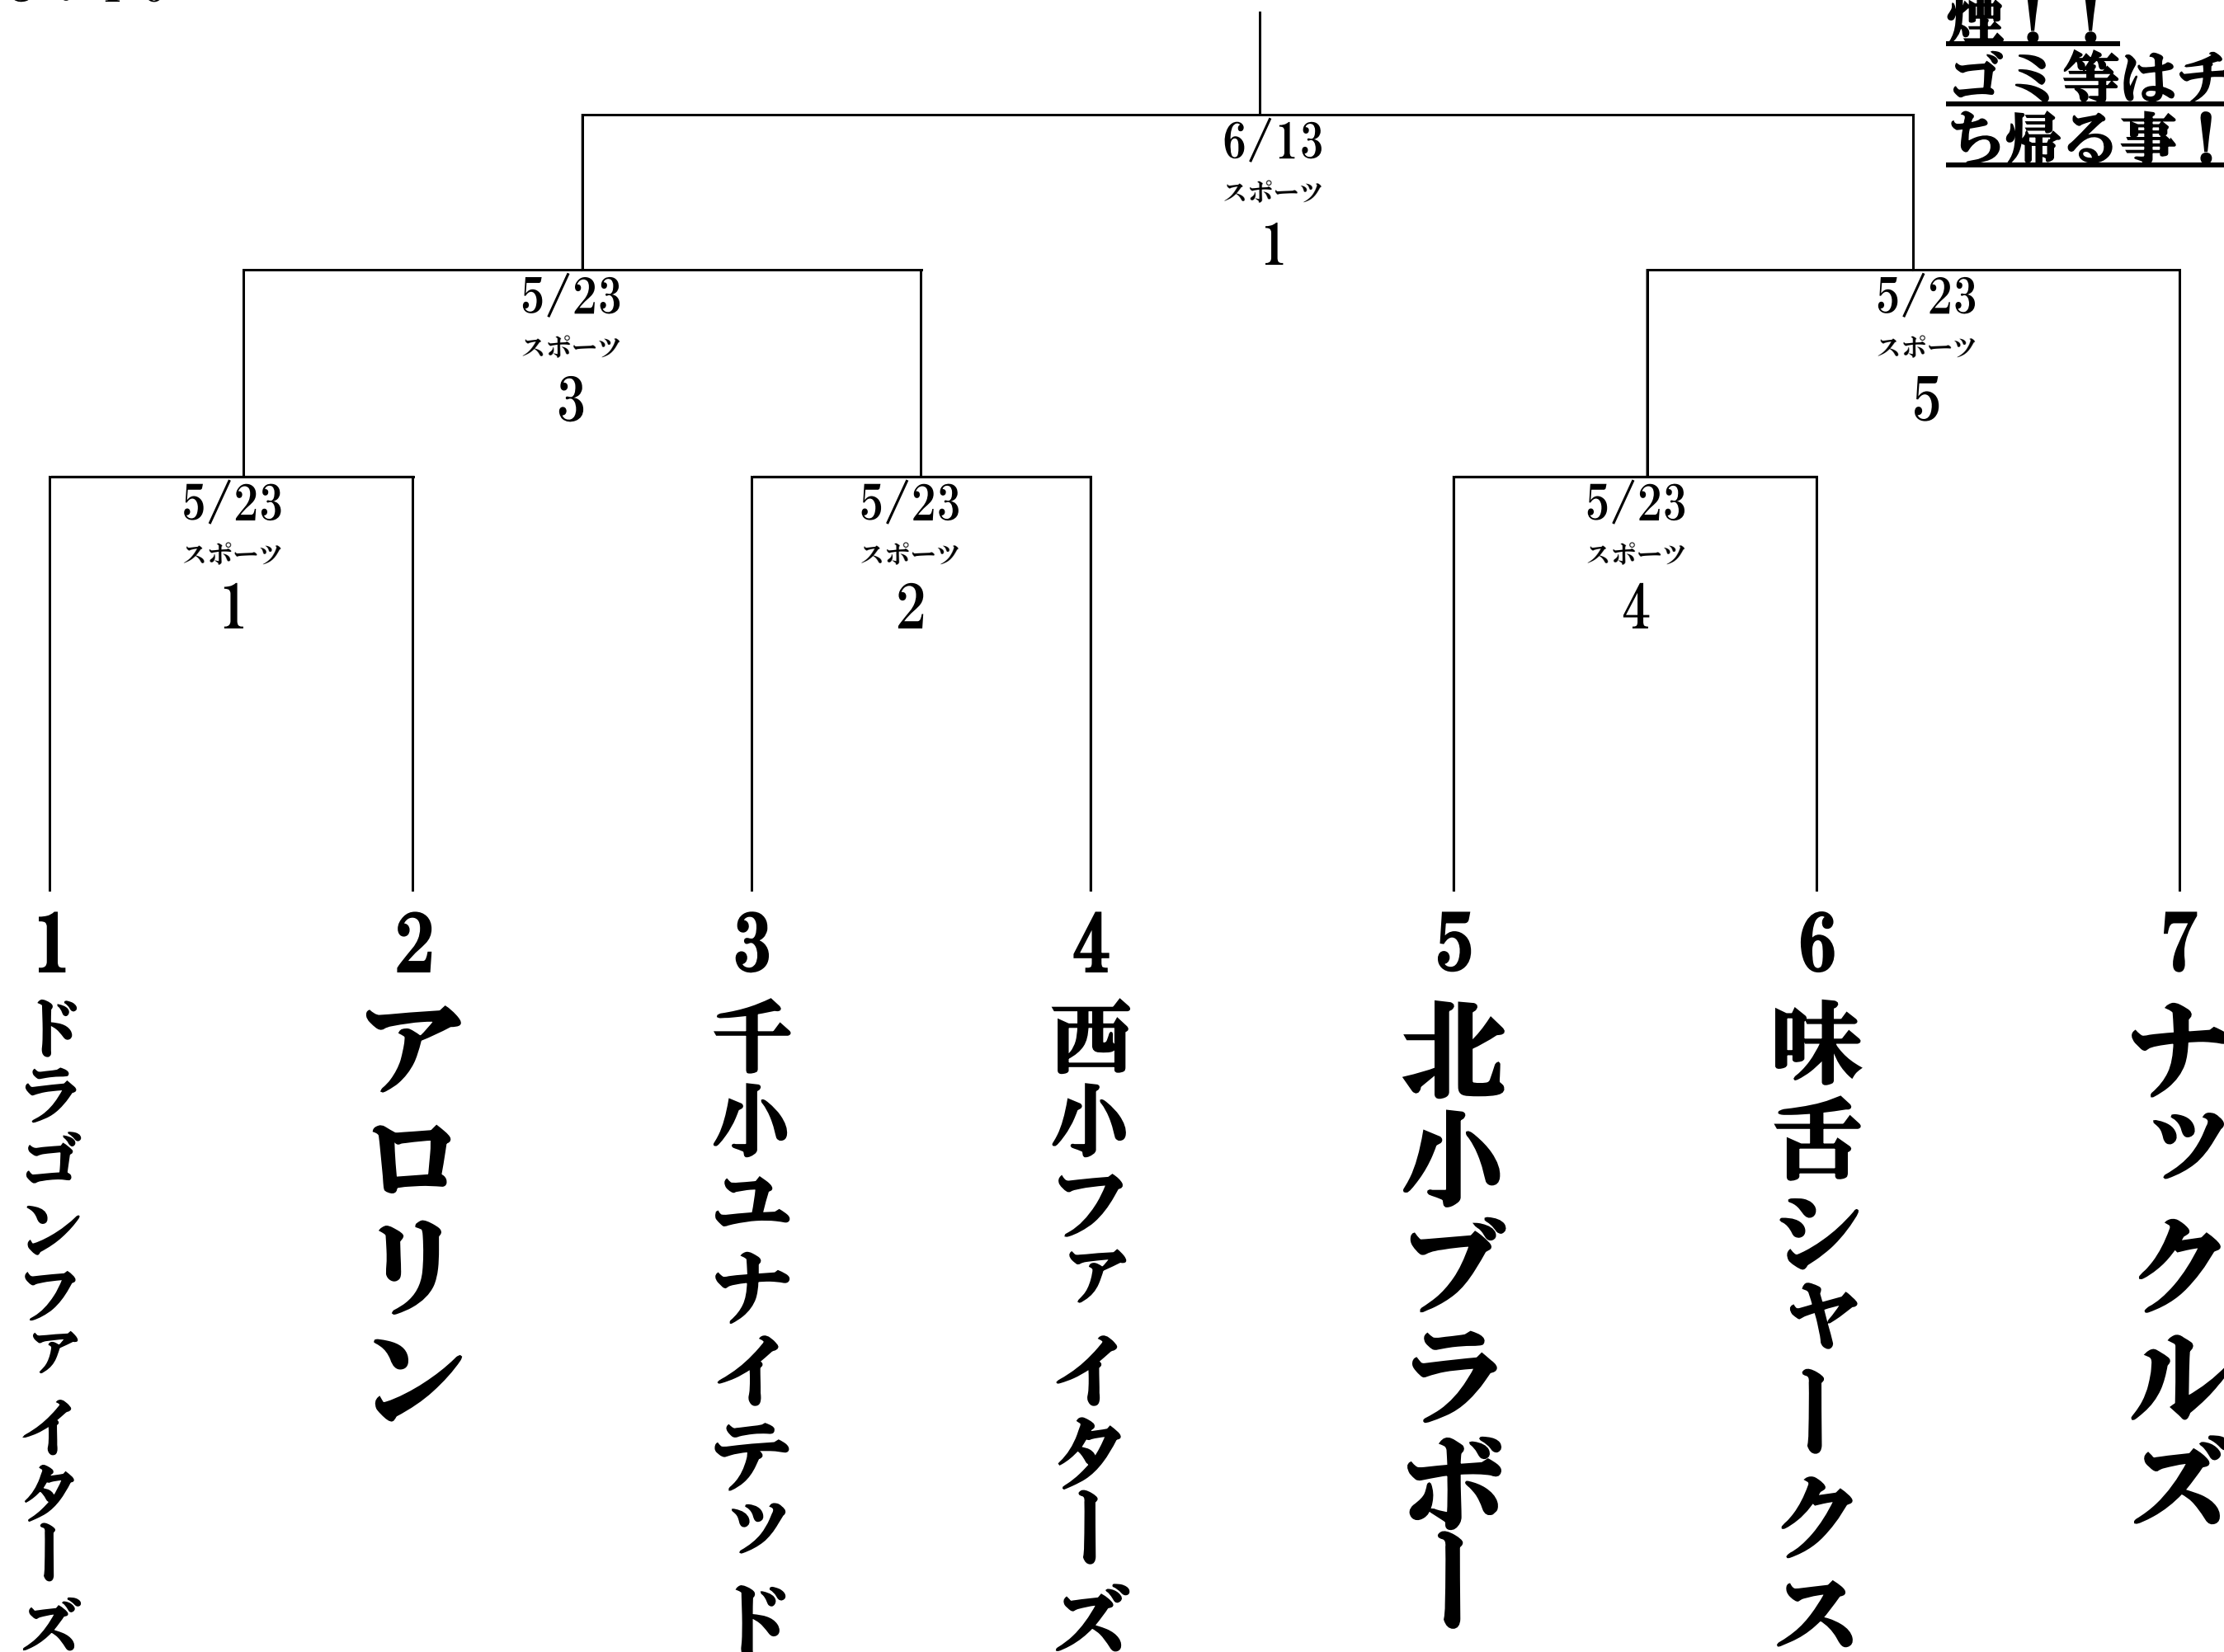 煙！！
ゴミ等はチ
ち帰る事！
6/13
スポーツ
1
5/23
スポーツ
3
5/23
スポーツ
5
5/23
スポーツ
1
5/23
スポーツ
2
5/23
スポーツ
4
1
ドラゴンファイターズ
2
アロリン
3
千小ユナイテッド
4
西小ファイターズ
5
北小ブラボー
6
味舌シャークス
7
ナックルズ